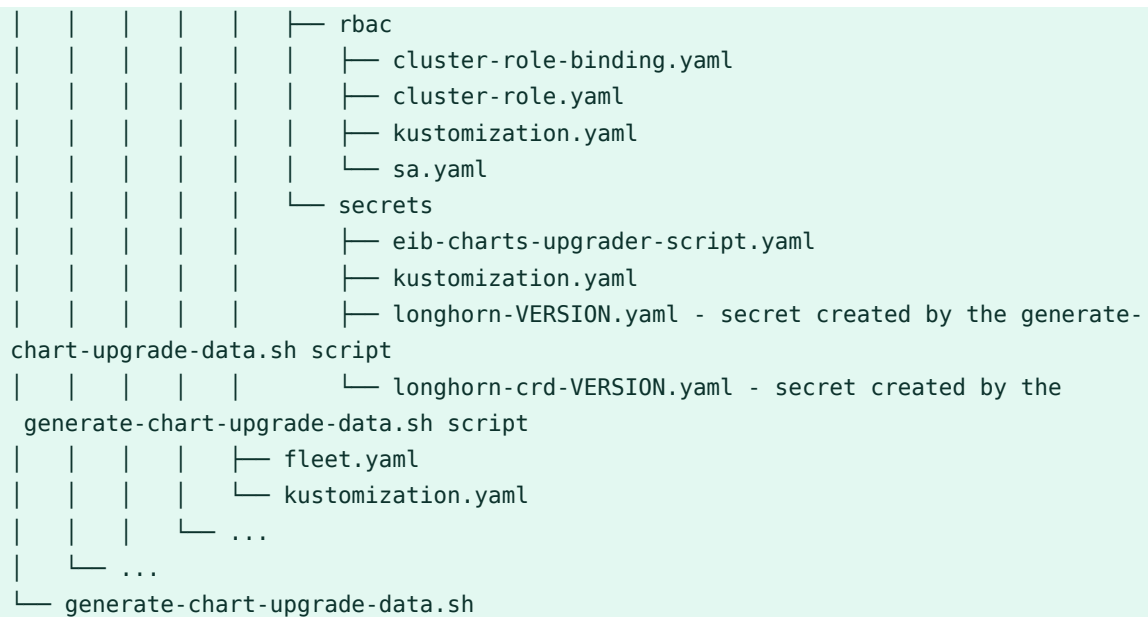 │   │   │   │   │   ├── rbac
│   │   │   │   │   │   ├── cluster-role-binding.yaml
│   │   │   │   │   │   ├── cluster-role.yaml
│   │   │   │   │   │   ├── kustomization.yaml
│   │   │   │   │   │   └── sa.yaml
│   │   │   │   │   └── secrets
│   │   │   │   │       ├── eib-charts-upgrader-script.yaml
│   │   │   │   │       ├── kustomization.yaml
│   │   │   │   │       ├── longhorn-VERSION.yaml - secret created by the generate-
chart-upgrade-data.sh script
│   │   │   │   │       └── longhorn-crd-VERSION.yaml - secret created by the
 generate-chart-upgrade-data.sh script
│   │   │   │   ├── fleet.yaml
│   │   │   │   └── kustomization.yaml
│   │   │   └── ...
│   └── ...
└── generate-chart-upgrade-data.sh